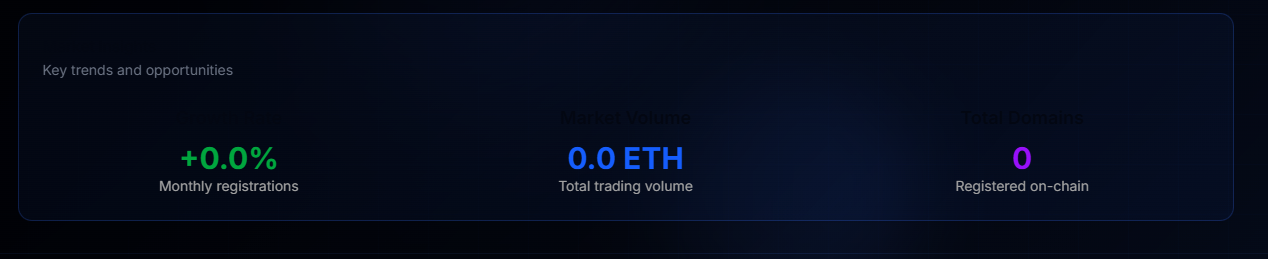 Key trends and opportunities
Market Volume
Total Domains
+0.0%
0.0 ETH
0
Monthly registrations
Total trading volume
Registered on-chain